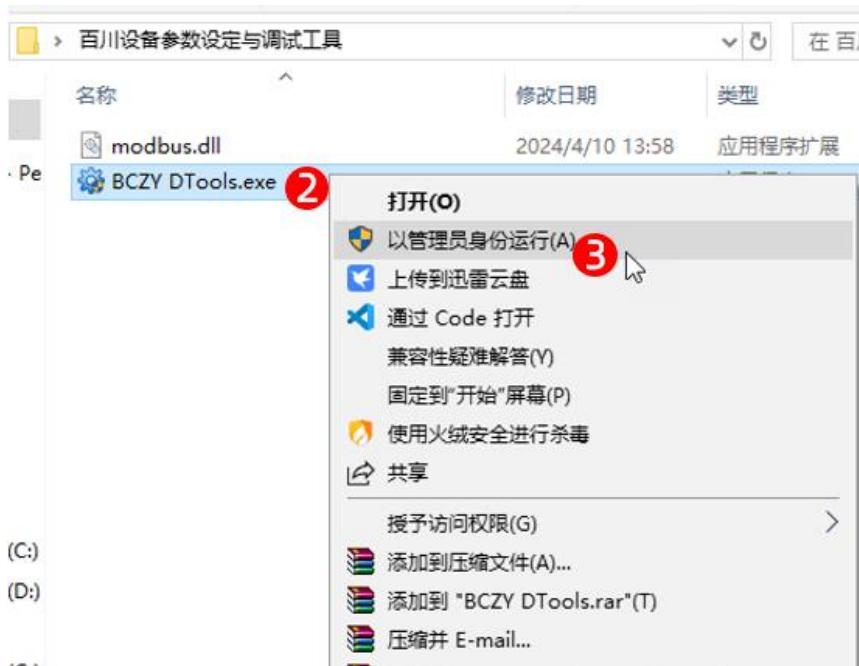 百川设备参数设定与调试工具
在 百
名称 修改日期 类型
modbus.dll 2024/4/10 13:58 应用程序扩展
Pe
BCZY DTools.exe 2
打开(O)
以管理员身份运行(A) 3
上传到迅雷云盘
通过 Code 打开
兼容性疑难解答(Y)
固定到"开始"屏幕(P)
使用火绒安全进行杀毒
共享
授予访问权限(G)
(C:)
添加到压缩文件(A)...
(D:)
添加到 "BCZY DTools.rar"(T)
压缩并 E-mail...